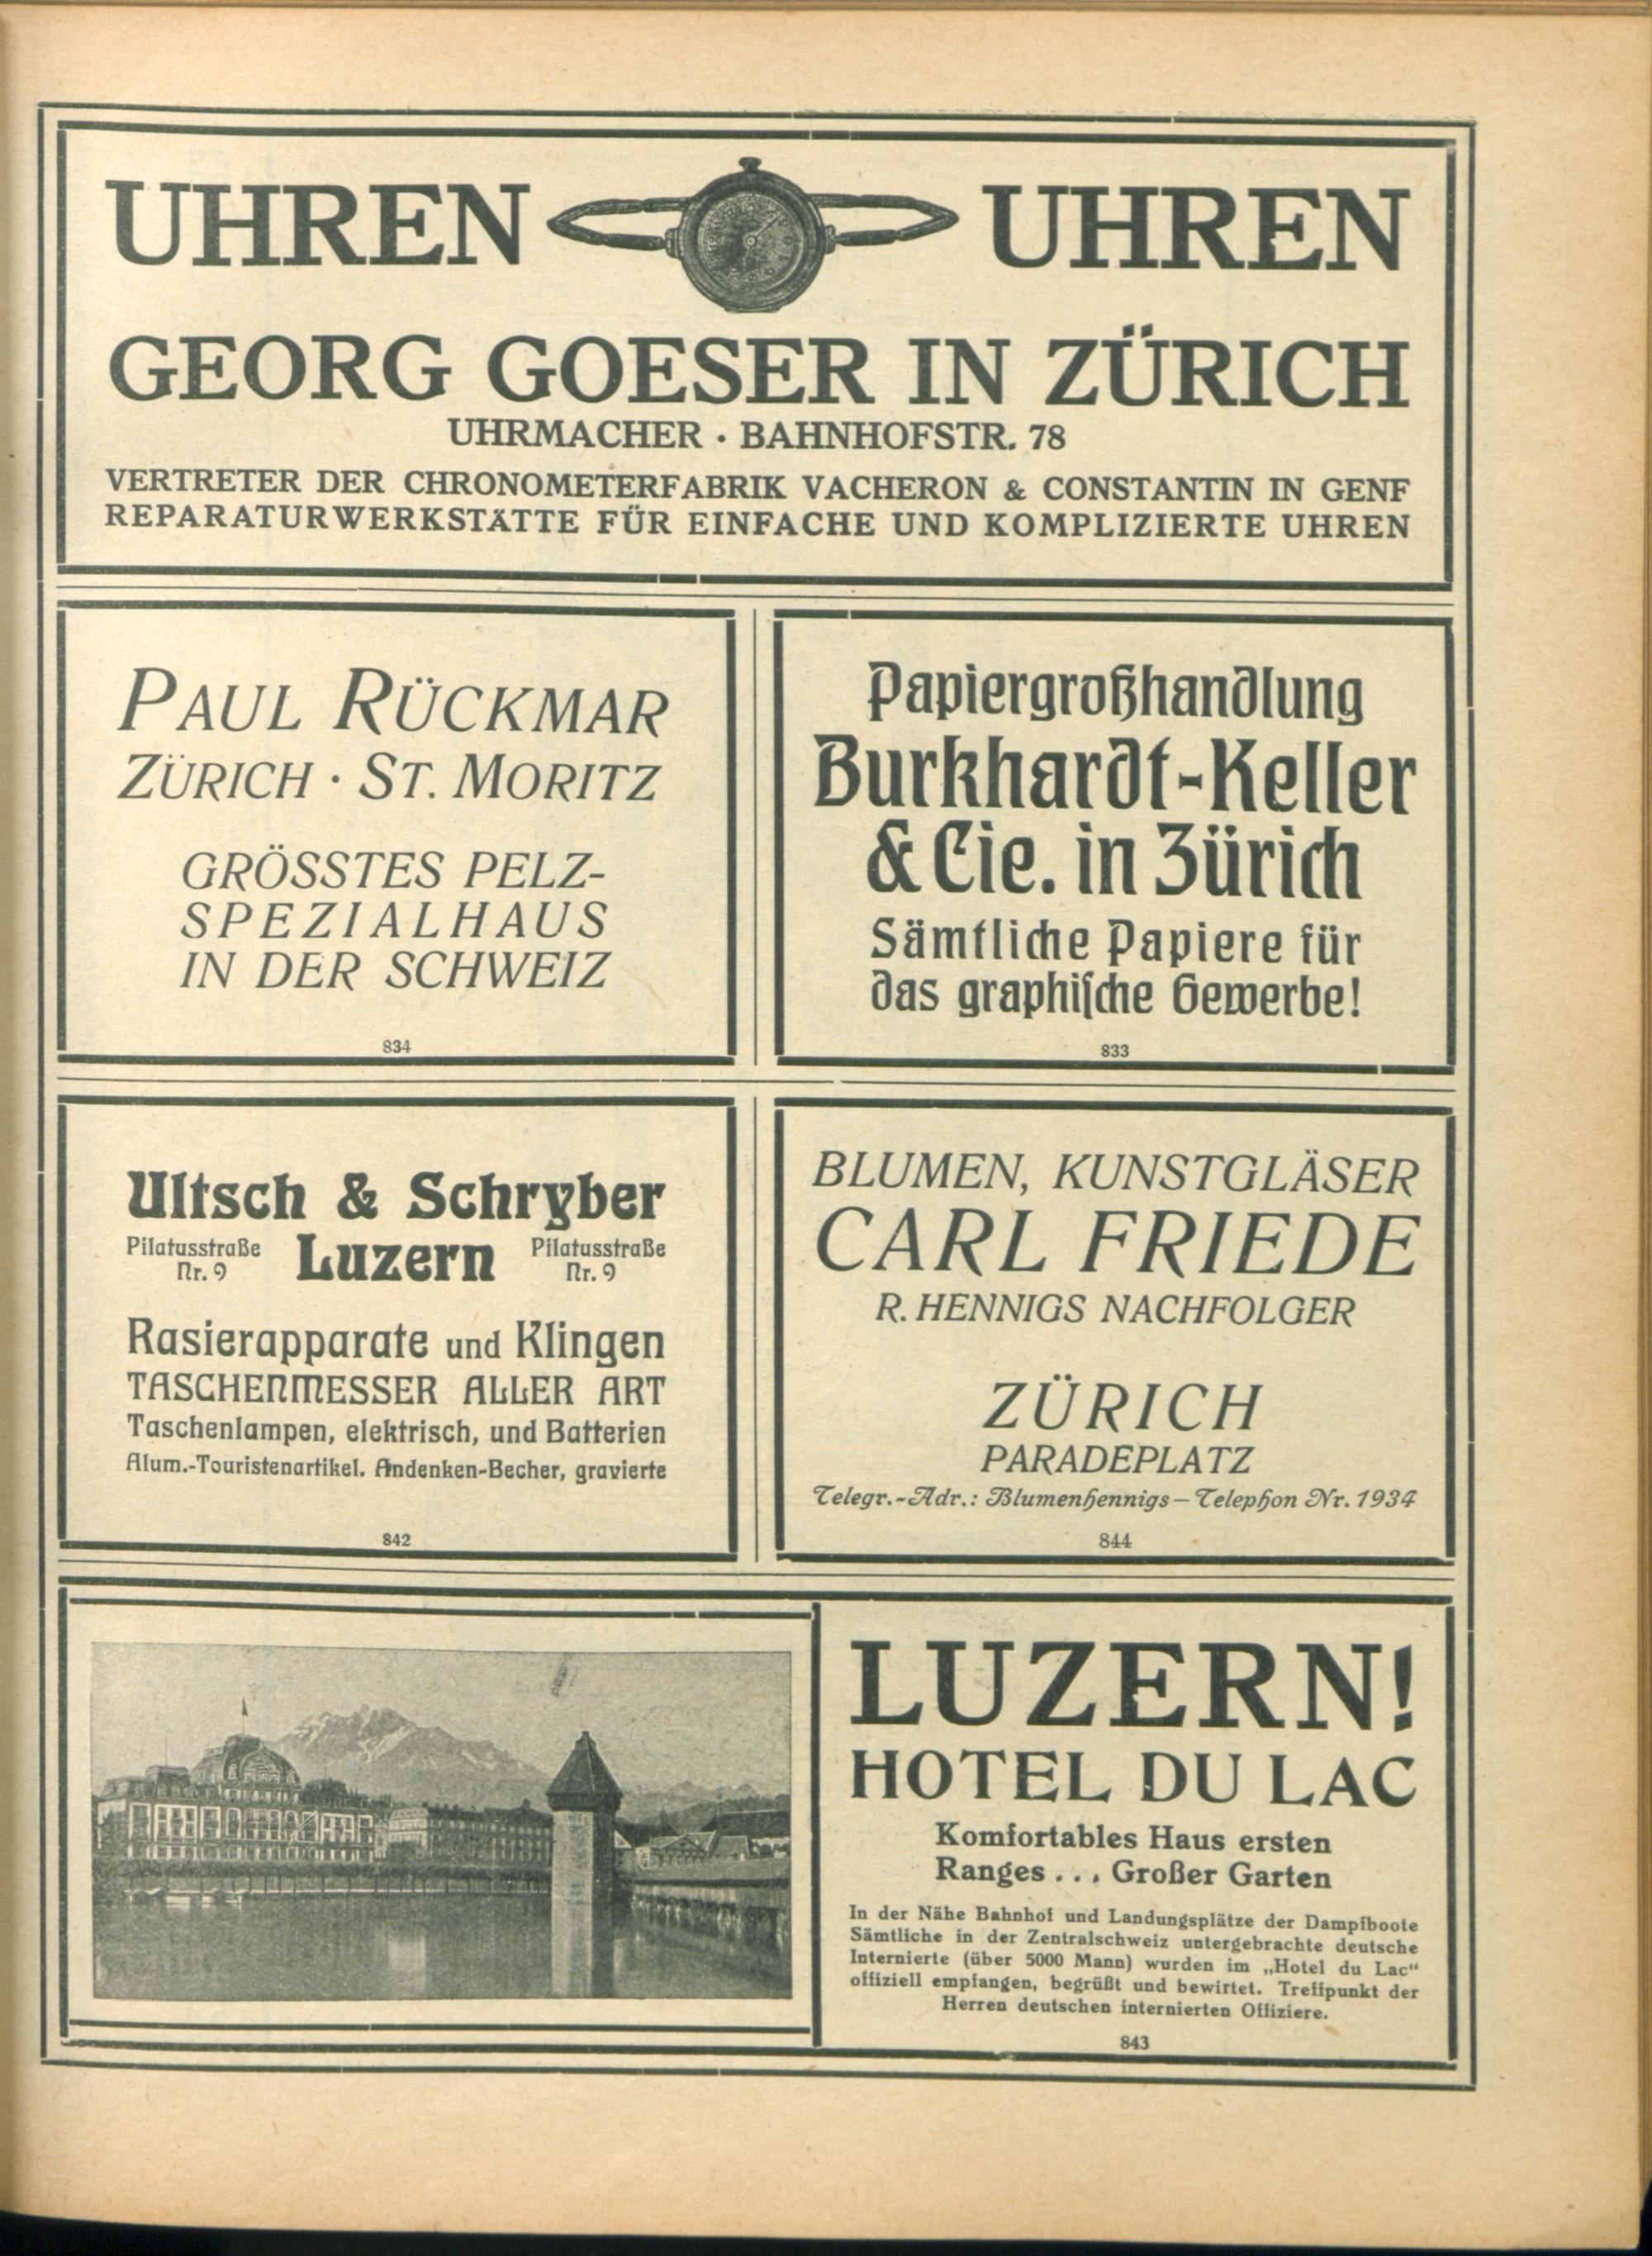 UHREN UHREN
GEORG GOESER IN ZÜRICH
UHRMACHER · BAHNHOFSTR. 78
VERTRETER DER CHRONOMETERFABRIK VACHERON & CONSTANTIN IN GENF
REPARATURWERKSTÄTTE FÜR EINFACHE UND KOMPLIZIERTE UHREN
PAUL RÜCKMAR
ZÜRICH · ST. MORITZ
GRÖSSTES PELZ-
SPEZIALHAUS
IN DER SCHWEIZ
834
Papiergroßhandlung
Burkhardt-Keller
& Cie. in Zürich
Sämtliche Papiere für
das graphiſche Gewerbe!
833
Ultsch & Schryber
Pilatusstraße Luzern Pilatusstraße
Nr. 9 Nr. 9
Rasierapparate und Klingen
TASCHENMESSER ALLER ART
Taschenlampen, elektrisch, und Batterien
Alum.-Touristenartikel. Andenken-Becher, gravierte
842
BLUMEN, KUNSTGLÄSER
CARL FRIEDE
R. HENNIGS NACHFOLGER
ZÜRICH
PARADEPLATZ
Telegr.-Adr.: Blumenhennigs – Telephon Nr. 1934
844
LUZERN!
HOTEL DU LAC
Komfortables Haus ersten
Ranges . . . Großer Garten
In der Nähe Bahnhof und Landungsplätze der Dampfboote
Sämtliche in der Zentralschweiz untergebrachte deutsche
Internierte (über 5000 Mann) wurden im „Hotel du Lac“
offiziell empfangen, begrüßt und bewirtet. Treffpunkt der
Herren deutschen internierten Offiziere.
843